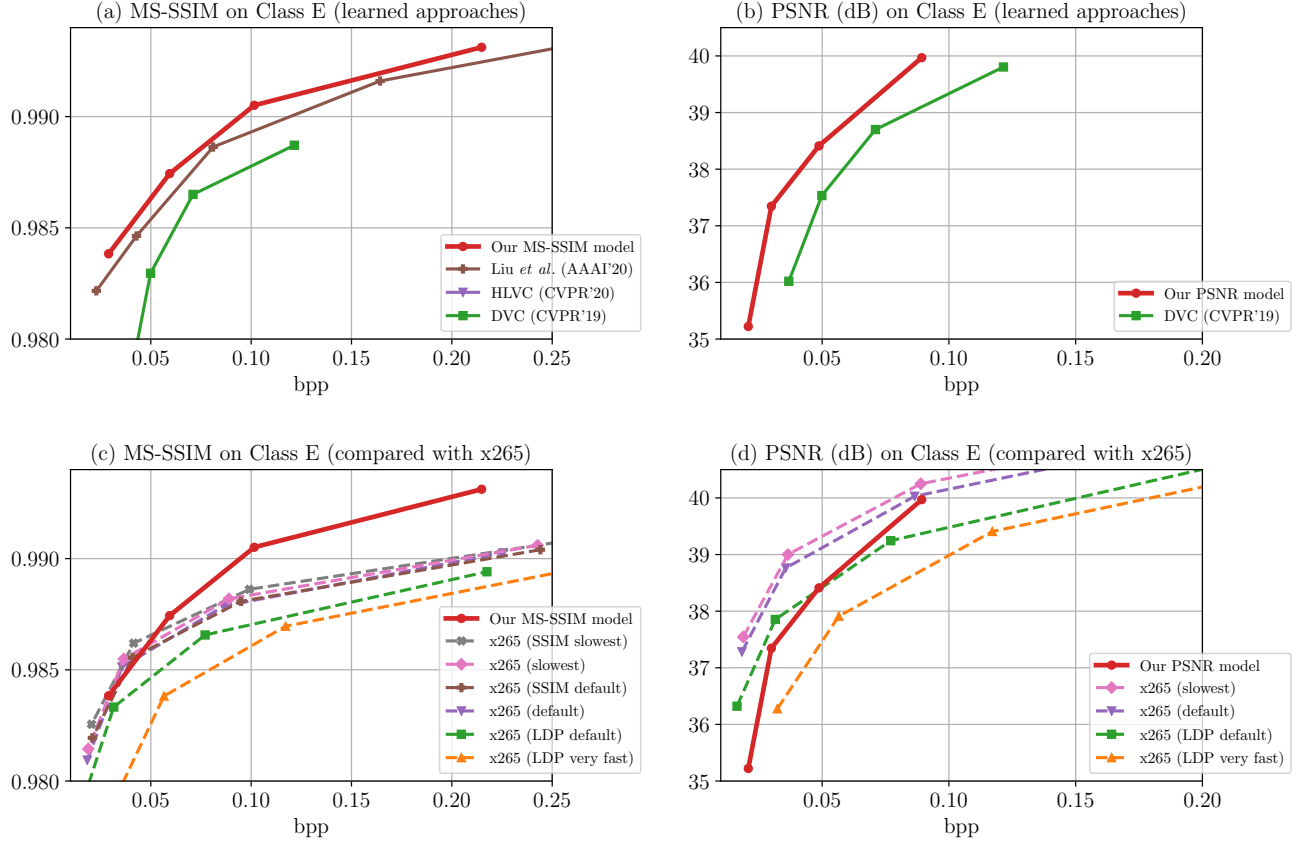 (a) MS-SSIM on Class E (learned approaches)
0.990
0.985
0.980
0.05 0.10 0.15 0.20 0.25
bpp
Our MS-SSIM model
Liu et al. (AAAI'20)
HLVC (CVPR'20)
DVC (CVPR'19)
(b) PSNR (dB) on Class E (learned approaches)
40
39
38
37
36
35
0.05 0.10 0.15 0.20
bpp
Our PSNR model
DVC (CVPR'19)
(c) MS-SSIM on Class E (compared with x265)
0.990
0.985
0.980
0.05 0.10 0.15 0.20 0.25
bpp
Our MS-SSIM model
x265 (SSIM slowest)
x265 (slowest)
x265 (SSIM default)
x265 (default)
x265 (LDP default)
x265 (LDP very fast)
(d) PSNR (dB) on Class E (compared with x265)
40
39
38
37
36
35
0.05 0.10 0.15 0.20
bpp
Our PSNR model
x265 (slowest)
x265 (default)
x265 (LDP default)
x265 (LDP very fast)